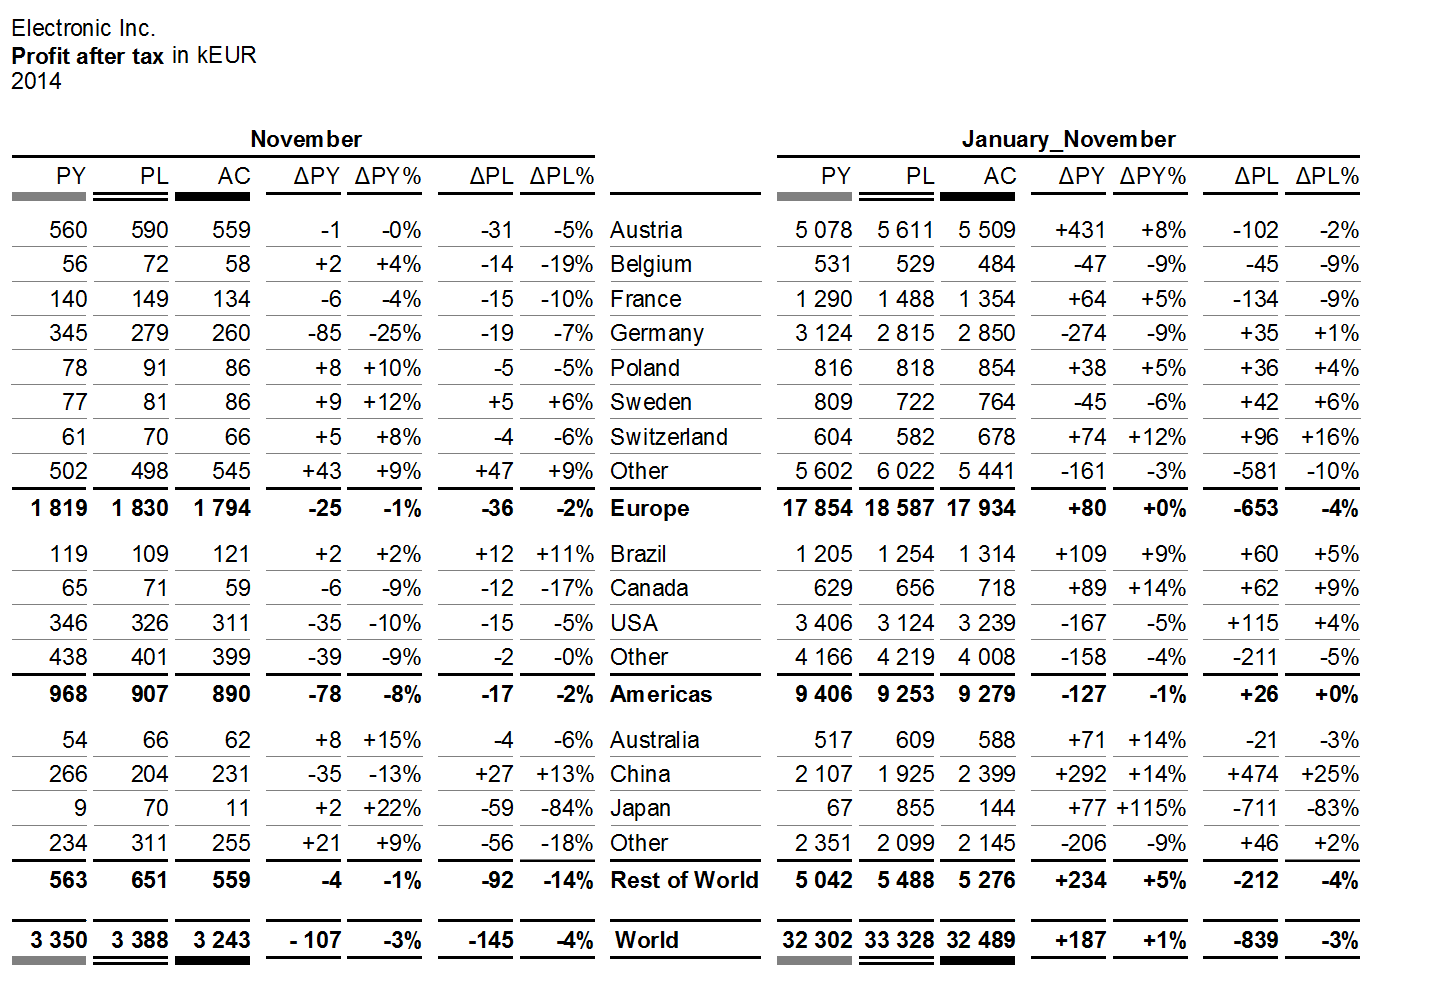 Electronic Inc.
Profit after tax in kEUR
2014
November January_November
PY PL AC ΔPY ΔPY% ΔPL ΔPL% PY PL AC ΔPY ΔPY% ΔPL ΔPL%
560 590 559 -1 -0% -31 -5% Austria 5 078 5 611 5 509 +431 +8% -102 -2%
56 72 58 +2 +4% -14 -19% Belgium 531 529 484 -47 -9% -45 -9%
140 149 134 -6 -4% -15 -10% France 1 290 1 488 1 354 +64 +5% -134 -9%
345 279 260 -85 -25% -19 -7% Germany 3 124 2 815 2 850 -274 -9% +35 +1%
78 91 86 +8 +10% -5 -5% Poland 816 818 854 +38 +5% +36 +4%
77 81 86 +9 +12% +5 +6% Sweden 809 722 764 -45 -6% +42 +6%
61 70 66 +5 +8% -4 -6% Switzerland 604 582 678 +74 +12% +96 +16%
502 498 545 +43 +9% +47 +9% Other 5 602 6 022 5 441 -161 -3% -581 -10%
1 819 1 830 1 794 -25 -1% -36 -2% Europe 17 854 18 587 17 934 +80 +0% -653 -4%
119 109 121 +2 +2% +12 +11% Brazil 1 205 1 254 1 314 +109 +9% +60 +5%
65 71 59 -6 -9% -12 -17% Canada 629 656 718 +89 +14% +62 +9%
346 326 311 -35 -10% -15 -5% USA 3 406 3 124 3 239 -167 -5% +115 +4%
438 401 399 -39 -9% -2 -0% Other 4 166 4 219 4 008 -158 -4% -211 -5%
968 907 890 -78 -8% -17 -2% Americas 9 406 9 253 9 279 -127 -1% +26 +0%
54 66 62 +8 +15% -4 -6% Australia 517 609 588 +71 +14% -21 -3%
266 204 231 -35 -13% +27 +13% China 2 107 1 925 2 399 +292 +14% +474 +25%
9 70 11 +2 +22% -59 -84% Japan 67 855 144 +77 +115% -711 -83%
234 311 255 +21 +9% -56 -18% Other 2 351 2 099 2 145 -206 -9% +46 +2%
563 651 559 -4 -1% -92 -14% Rest of World 5 042 5 488 5 276 +234 +5% -212 -4%
3 350 3 388 3 243 - 107 -3% -145 -4% World 32 302 33 328 32 489 +187 +1% -839 -3%